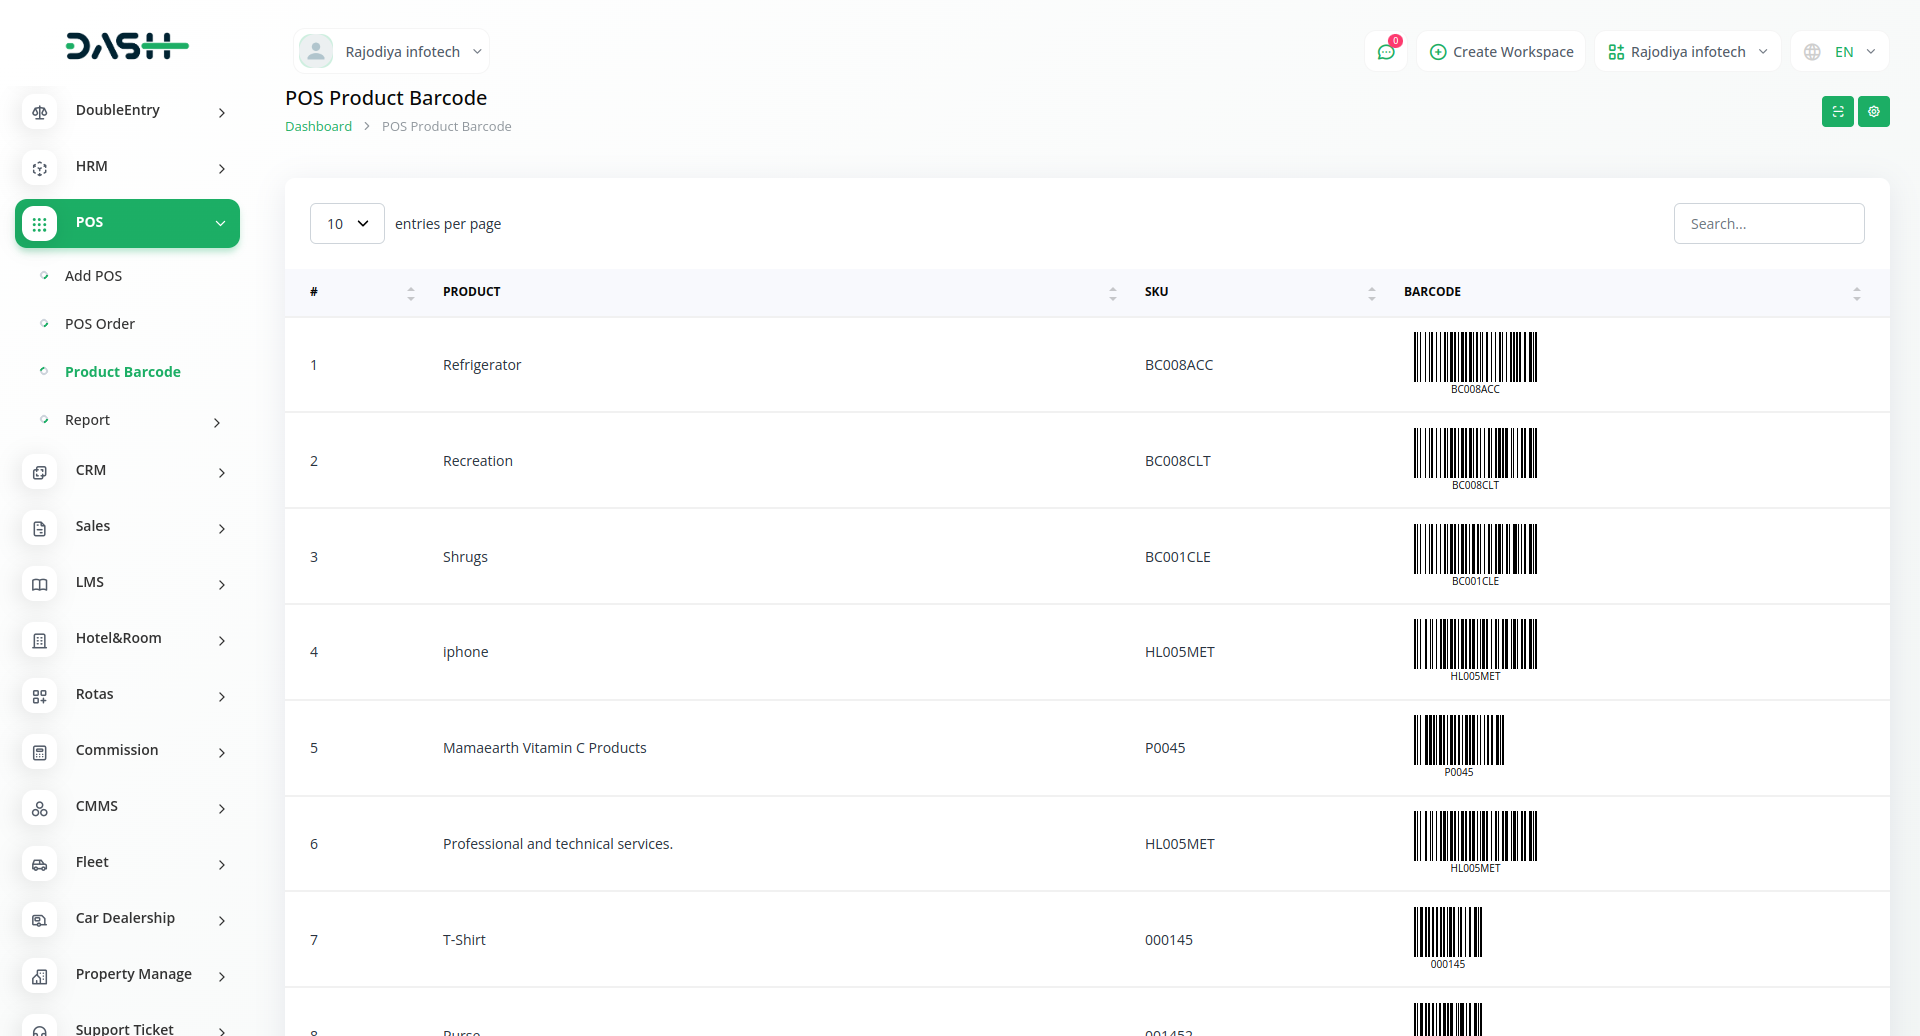 DASH
Rajodiya infotech
0
Create Workspace
Rajodiya infotech
EN
POS Product Barcode
Dashboard > POS Product Barcode
DoubleEntry
HRM
POS
Add POS
POS Order
Product Barcode
Report
CRM
Sales
LMS
Hotel&Room
Rotas
Commission
CMMS
Fleet
Car Dealership
Property Manage
Support Ticket
10 entries per page
Search...
# PRODUCT SKU BARCODE
1 Refrigerator BC008ACC
BC008ACC
2 Recreation BC008CLT
BC008CLT
3 Shrugs BC001CLE
BC001CLE
4 iphone HL005MET
HL005MET
5 Mamaearth Vitamin C Products P0045
P0045
6 Professional and technical services. HL005MET
HL005MET
7 T-Shirt 000145
000145
8 Purse 001452